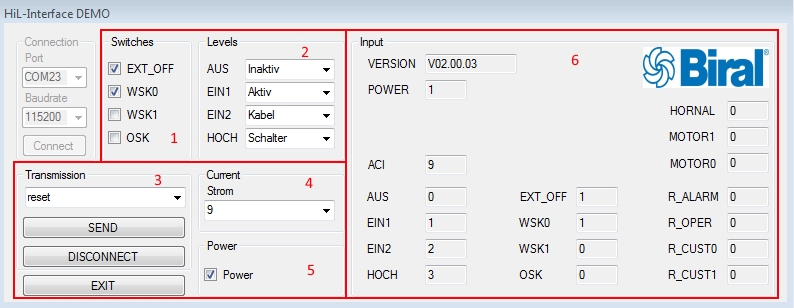 HiL-Interface DEMO
Connection
Port
COM23
Baudrate
115200
Connect
Switches
EXT_OFF
WSK0
WSK1
OSK
1
Levels
2
AUS Inaktiv
EIN1 Aktiv
EIN2 Kabel
HOCH Schalter
Transmission
3
reset
SEND
DISCONNECT
EXIT
Current
Strom
4
9
Power
Power
5
Input
6
Biral
VERSION V02.00.03
POWER 1
HORNAL 0
MOTOR1 0
ACI 9 MOTOR0 0
AUS 0 EXT_OFF 1 R_ALARM 0
EIN1 1 WSK0 1 R_OPER 0
EIN2 2 WSK1 0 R_CUST0 0
HOCH 3 OSK 0 R_CUST1 0